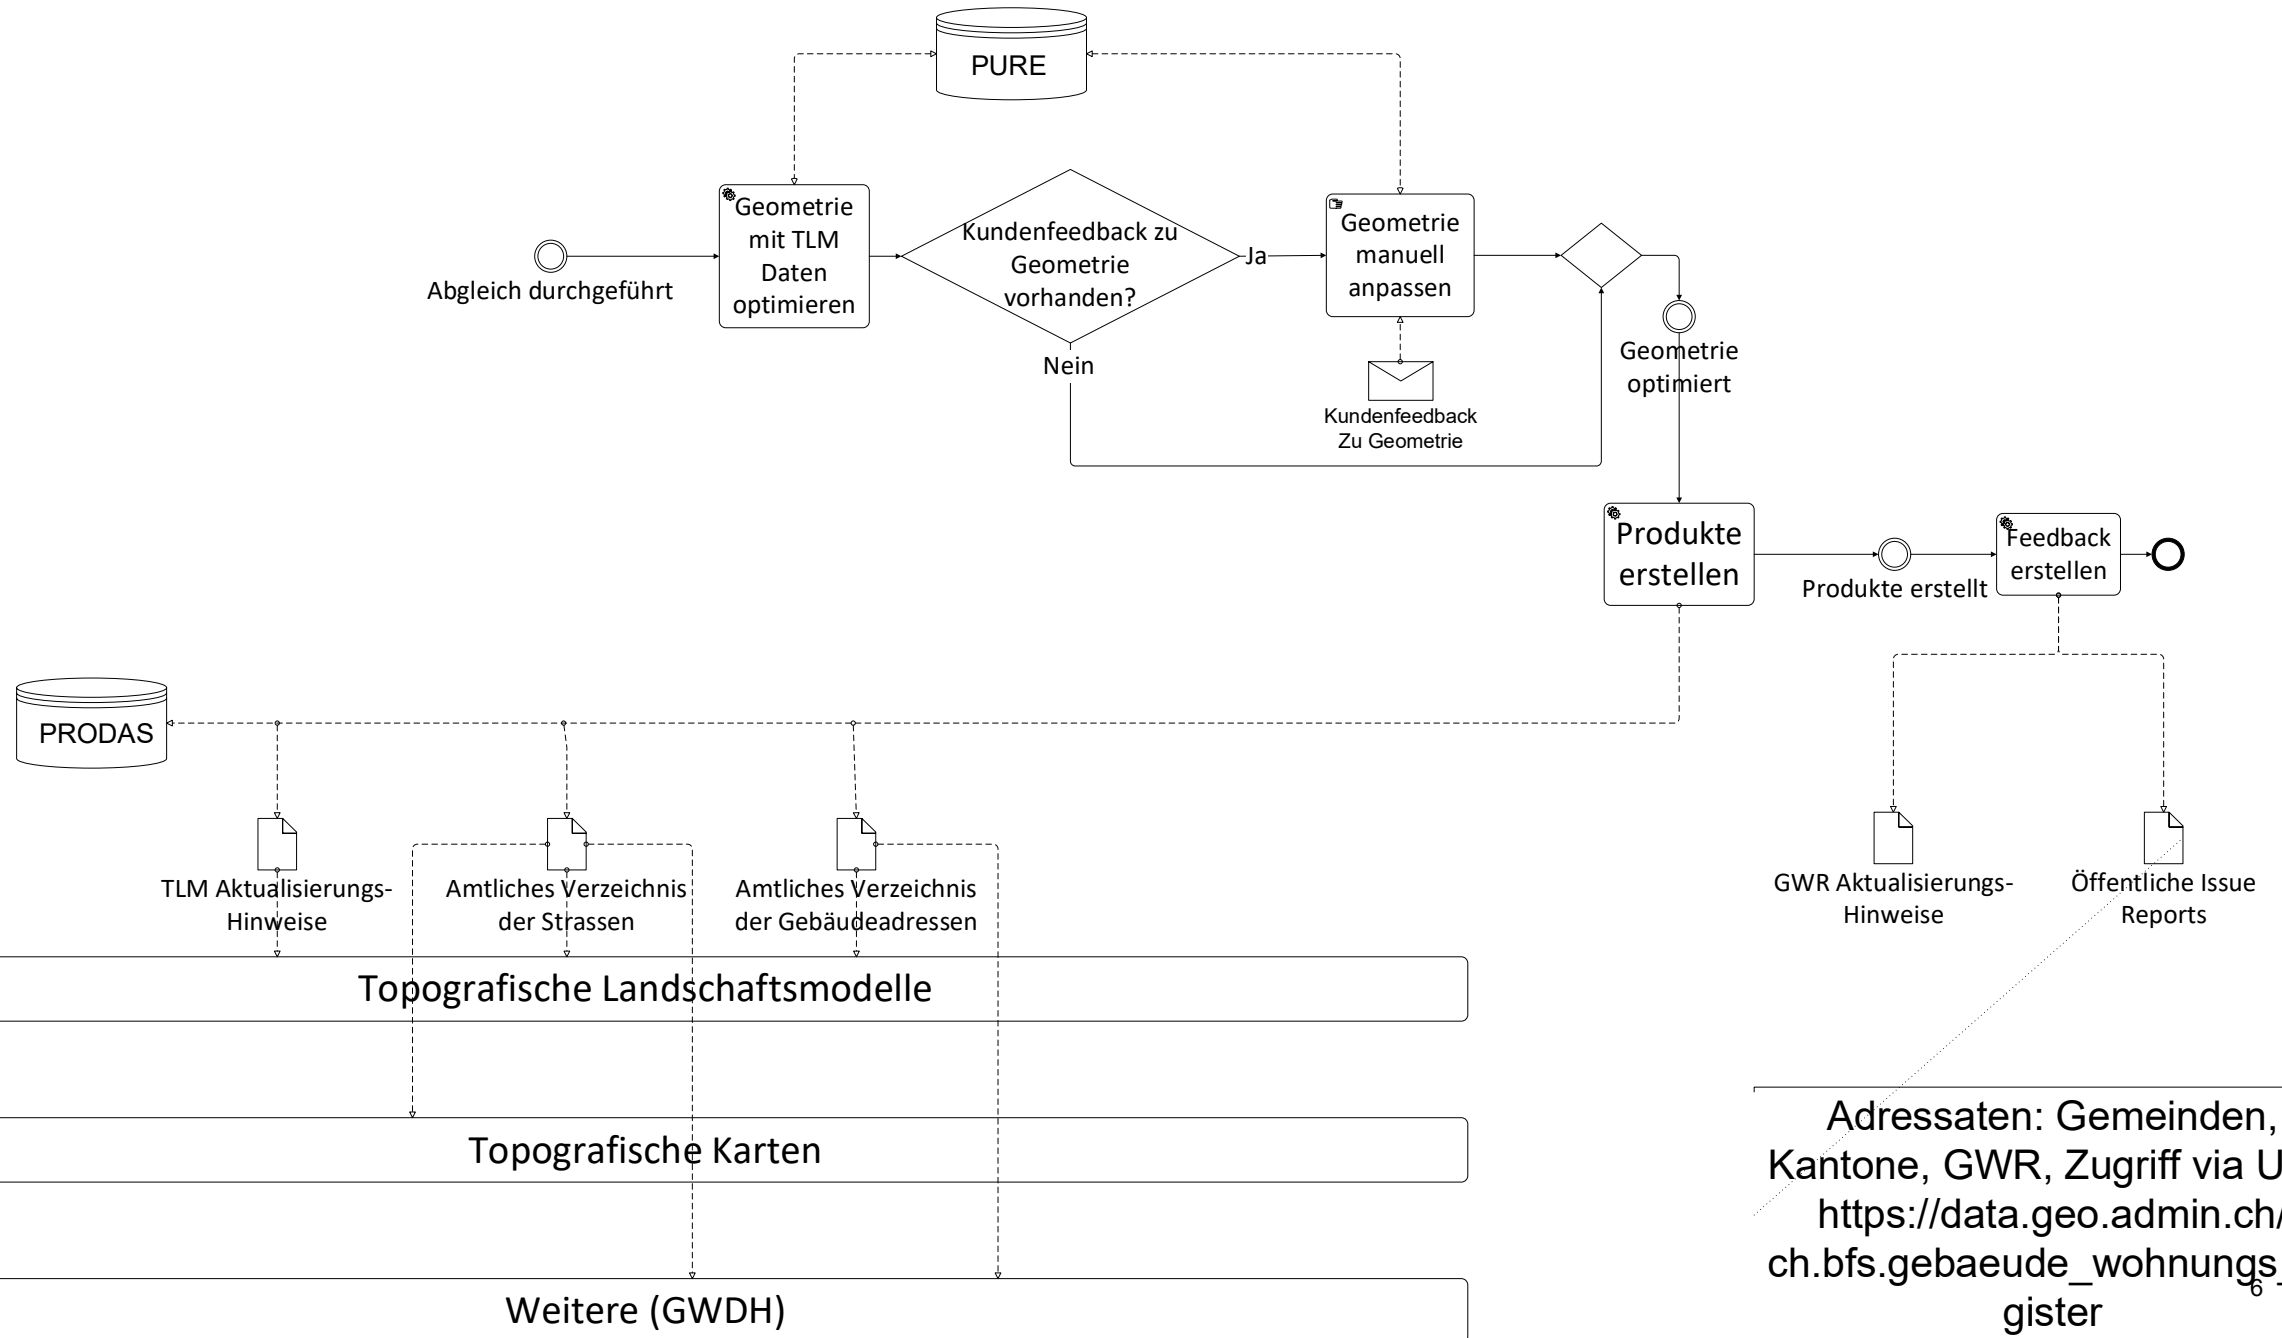 PURE
Geometrie
mit TLM
Daten
optimieren
Kundenfeedback zu
Geometrie
vorhanden?
Ja
Geometrie
manuell
anpassen
Abgleich durchgeführt
Nein
Geometrie
optimiert
Kundenfeedback
Zu Geometrie
Produkte
erstellen
Produkte erstellt
Feedback
erstellen
PRODAS
TLM Aktualisierungs-
Hinweise
Amtliches Verzeichnis
der Strassen
Amtliches Verzeichnis
der Gebäudeadressen
GWR Aktualisierungs-
Hinweise
Öffentliche Issue
Reports
Topografische Landschaftsmodelle
Topografische Karten
Weitere (GWDH)
Adressaten: Gemeinden,
Kantone, GWR, Zugriff via U
https://data.geo.admin.ch/
ch.bfs.gebaeude_wohnungs_
gister
6